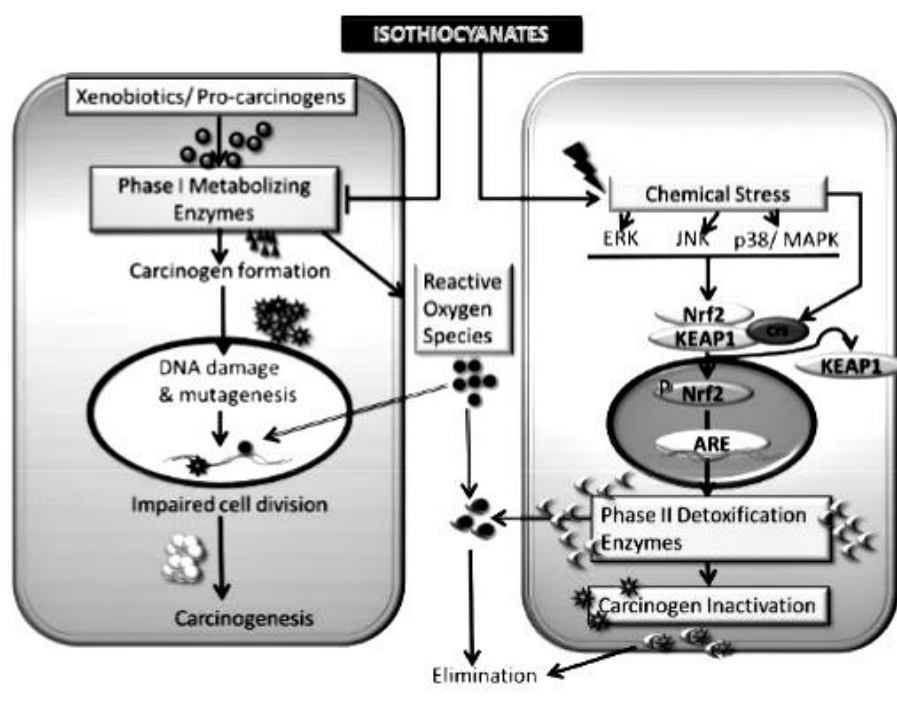 ISOTHIOCYANATES
Xenobiotics/ Pro-carcinogens
Phase I Metabolizing
Enzymes
Carcinogen formation
DNA damage
& mutagenesis
Impaired cell division
Carcinogenesis
Reactive
Oxygen
Species
Chemical Stress
ERK JNK p38/ MAPK
Nrf2
KEAP1
KEAP1
P Nrf2
ARE
Phase II Detoxification
Enzymes
Carcinogen Inactivation
Elimination